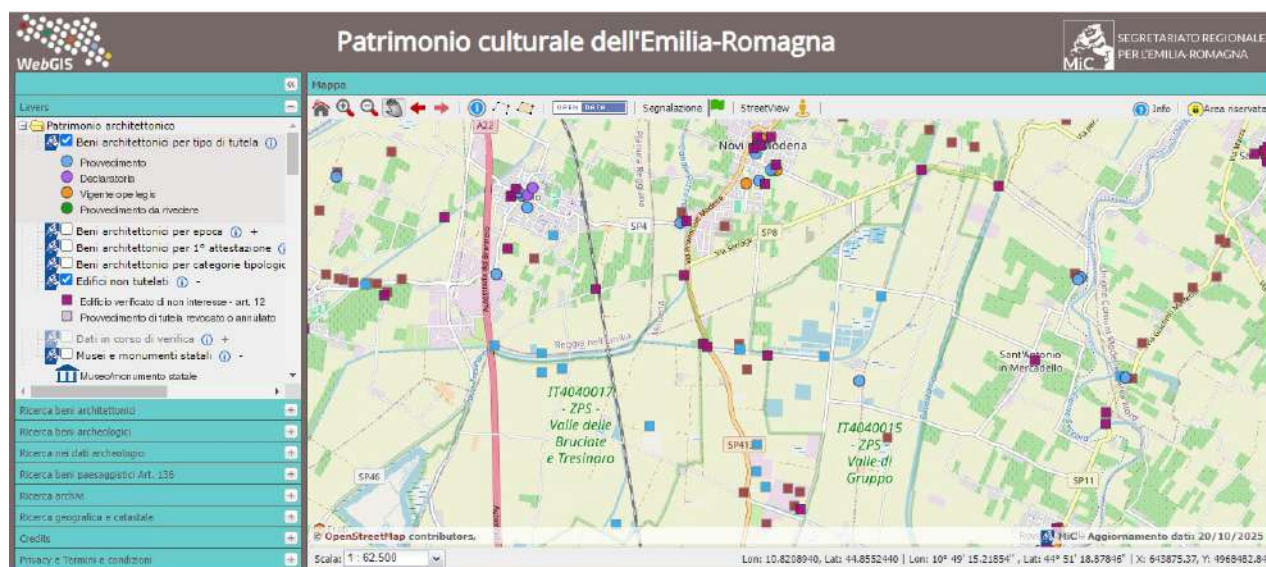 WebGIS
Patrimonio culturale dell'Emilia-Romagna
MiC
SEGRETARIATO REGIONALE
PER L'EMILIA-ROMAGNA
Mappa
Layers
OPEN DATA
Segnalazione
StreetView
Info
Area riservata
Patrimonio architettonico
Beni architettonici per tipo di tutela
Provvedimento
Declaratoria
Vigente ope legis
Provvedimento da rivedere
Beni architettonici per epoca +
Beni architettonici per 1° attestazione
Beni architettonici per categorie tipologic
Edifici non tutelati -
Edificio verificato di non interesse - art. 12
Provvedimento di tutela revocato o annullato
Dati in corso di verifica +
Musei e monumenti statali -
Museo/monumento statale
Ricerca beni architettonici
Ricerca beni archeologici
Ricerca nei dati archeologici
Ricerca beni paesaggistici Art. 136
Ricerca archivi
Ricerca geografica e catastale
Credits
Privacy e Termini e condizioni
A22
SP4
SP8
Reggio nell'Emilia
Sant'Antonio
in Mercadello
IT4040017
- ZPS -
Valle delle
Bruciate
e Tresinaro
IT4040015
- ZPS -
Valle di
Gruppo
SP413
SP46
SP11
© OpenStreetMap contributors.
MiC - Aggiornamento dati: 20/10/2025
Scala: 1 : 62.500
Lon: 10.8208940, Lat: 44.8552440 | Lon: 10° 49' 15.21854" , Lat: 44° 51' 18.87846" | X: 643875.37, Y: 4968482.84